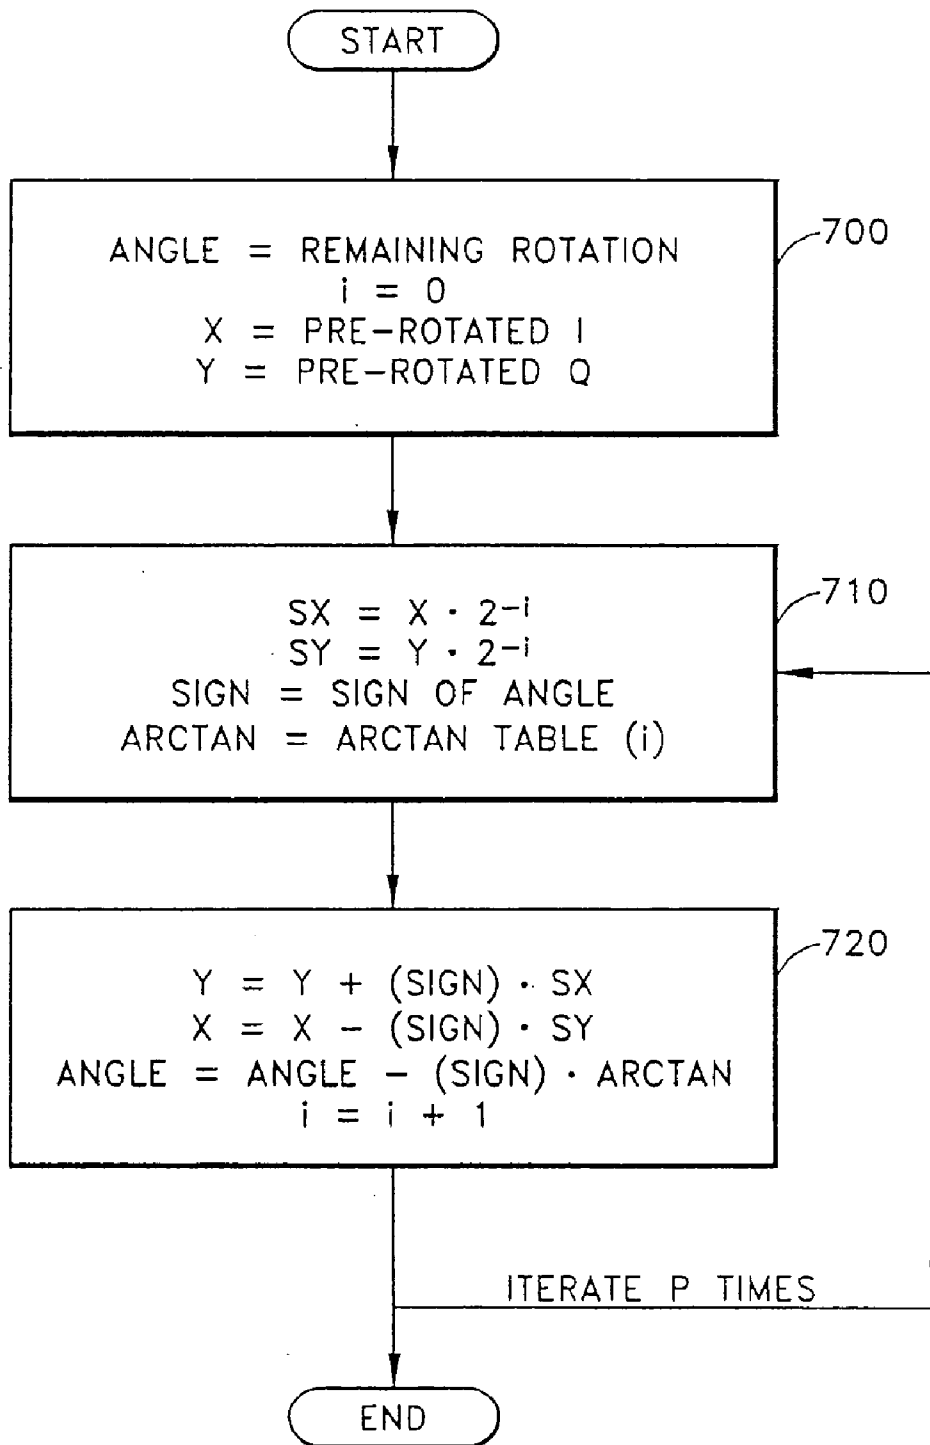 START
700
ANGLE = REMAINING ROTATION
i = 0
X = PRE-ROTATED I
Y = PRE-ROTATED Q
710
SX = X · 2⁻ⁱ
SY = Y · 2⁻ⁱ
SIGN = SIGN OF ANGLE
ARCTAN = ARCTAN TABLE (i)
720
Y = Y + (SIGN) · SX
X = X - (SIGN) · SY
ANGLE = ANGLE - (SIGN) · ARCTAN
i = i + 1
ITERATE P TIMES
END